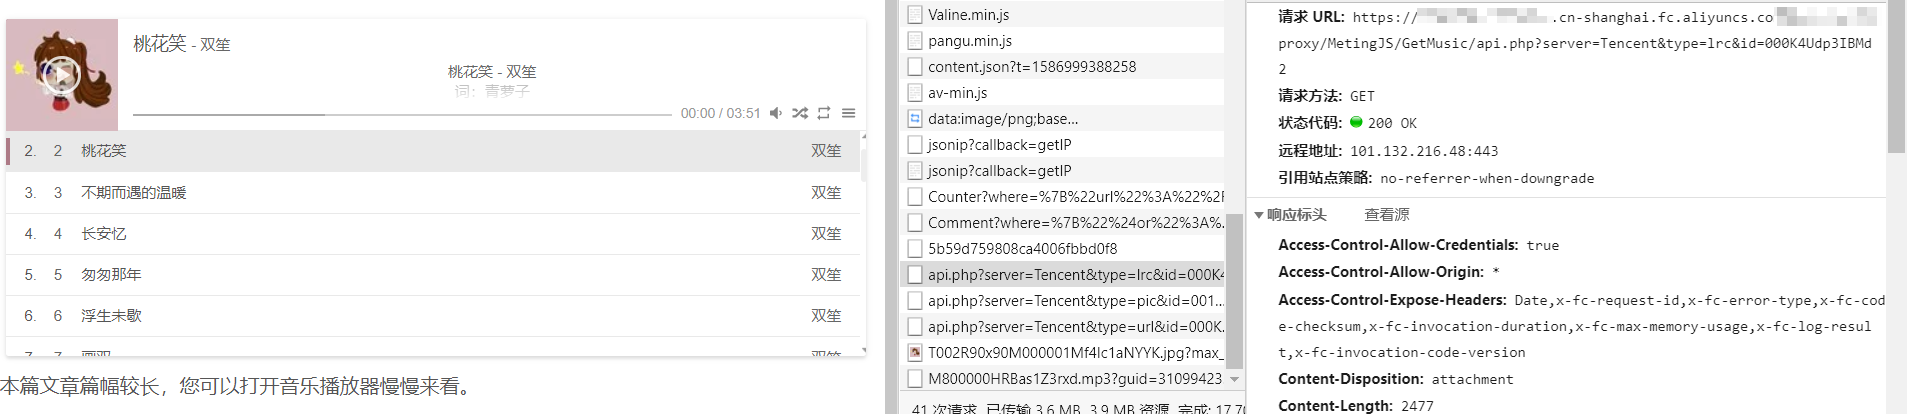 桃花笑 - 双笙
桃花笑 - 双笙
词：青萝子
00:00 / 03:51
2. 2 桃花笑 双笙
3. 3 不期而遇的温暖 双笙
4. 4 长安忆 双笙
5. 5 匆匆那年 双笙
6. 6 浮生未歇 双笙
本篇文章篇幅较长，您可以打开音乐播放器慢慢来看。
Valine.min.js
pangu.min.js
content.json?t=1586999388258
av-min.js
data:image/png;base...
jsonip?callback=getIP
jsonip?callback=getIP
Counter?where=%7B%22url%22%3A%22%2F
Comment?where=%7B%22%24or%22%3A%...
5b59d759808ca4006fbbd0f8
api.php?server=Tencent&type=lrc&id=000K4
api.php?server=Tencent&type=pic&id=001...
api.php?server=Tencent&type=url&id=000K...
T002R90x90M000001Mf4lc1aNYYK.jpg?max_
M800000HRBas1Z3rxd.mp3?guid=31099423
41 次请求 已传输 3.6 MB 3.9 MB 资源 完成: 17.70
请求 URL: https://
.cn-shanghai.fc.aliyuncs.co
proxy/MetingJS/GetMusic/api.php?server=Tencent&type=lrc&id=000K4Udp3IBMd
2
请求方法: GET
状态代码: 200 OK
远程地址: 101.132.216.48:443
引用站点策略: no-referrer-when-downgrade
响应标头 查看源
Access-Control-Allow-Credentials: true
Access-Control-Allow-Origin: *
Access-Control-Expose-Headers: Date,x-fc-request-id,x-fc-error-type,x-fc-cod
e-checksum,x-fc-invocation-duration,x-fc-max-memory-usage,x-fc-log-resul
t,x-fc-invocation-code-version
Content-Disposition: attachment
Content-Length: 2477